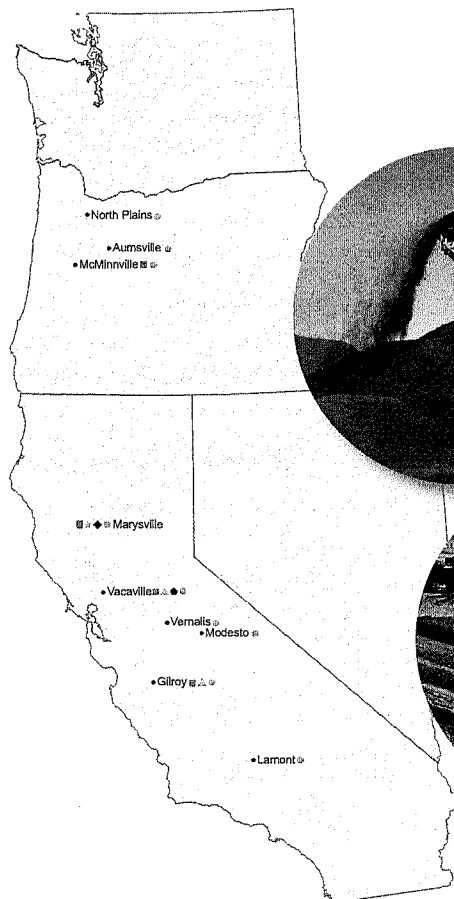 North Plains
Aumsville
McMinnville
Marysville
Vacaville
Vernalis
Modesto
Gilroy
Lamont